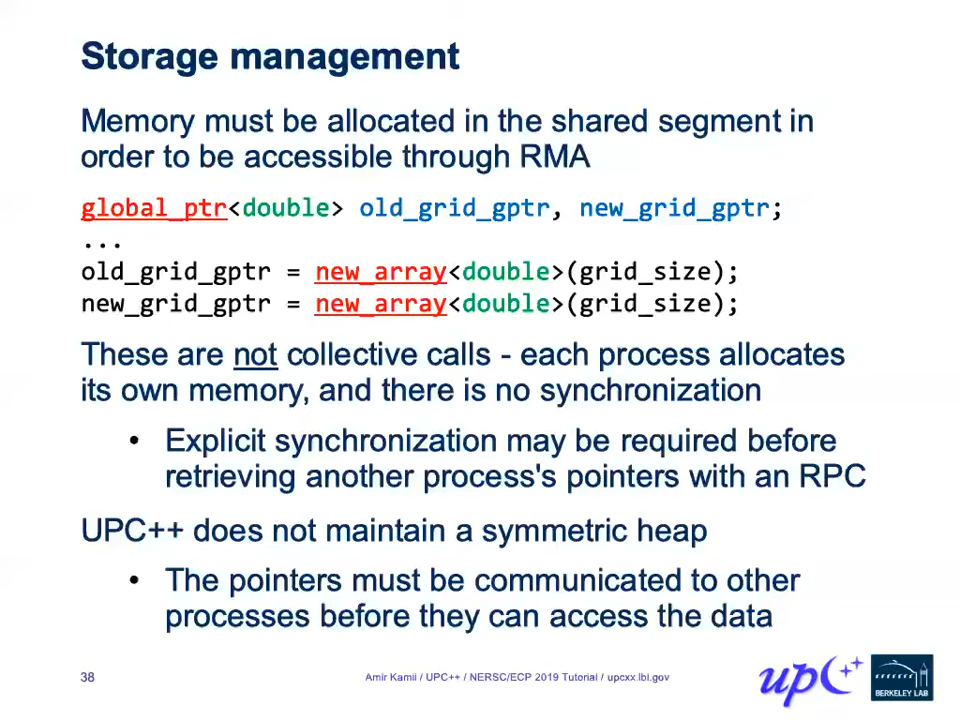 Storage management
Memory must be allocated in the shared segment in
order to be accessible through RMA
global_ptr<double> old_grid_gptr, new_grid_gptr;
...
old_grid_gptr = new_array<double>(grid_size);
new_grid_gptr = new_array<double>(grid_size);
These are not collective calls - each process allocates
its own memory, and there is no synchronization
• Explicit synchronization may be required before
retrieving another process's pointers with an RPC
UPC++ does not maintain a symmetric heap
• The pointers must be communicated to other
processes before they can access the data
38
Amir Kamil / UPC++ / NERSC/ECP 2019 Tutorial / upcxx.lbl.gov
upC++
BERKELEY LAB